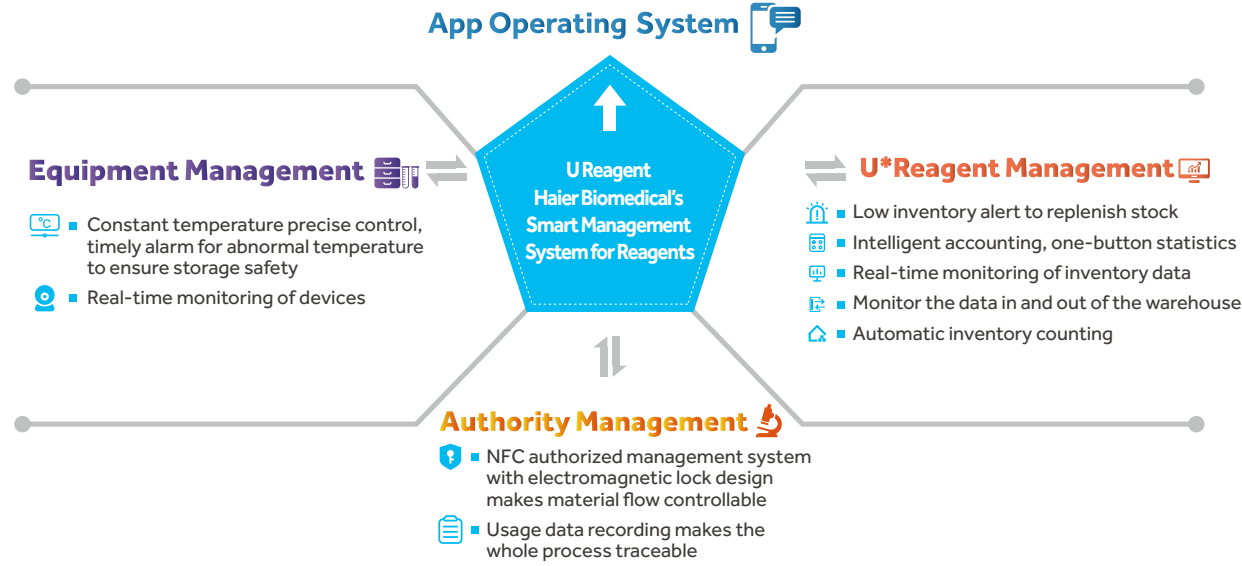 App Operating System
U Reagent
Haier Biomedical's
Smart Management
System for Reagents
Equipment Management
°C
Constant temperature precise control,
timely alarm for abnormal temperature
to ensure storage safety
Real-time monitoring of devices
U*Reagent Management
Low inventory alert to replenish stock
Intelligent accounting, one-button statistics
Real-time monitoring of inventory data
Monitor the data in and out of the warehouse
Automatic inventory counting
Authority Management
NFC authorized management system
with electromagnetic lock design
makes material flow controllable
Usage data recording makes the
whole process traceable